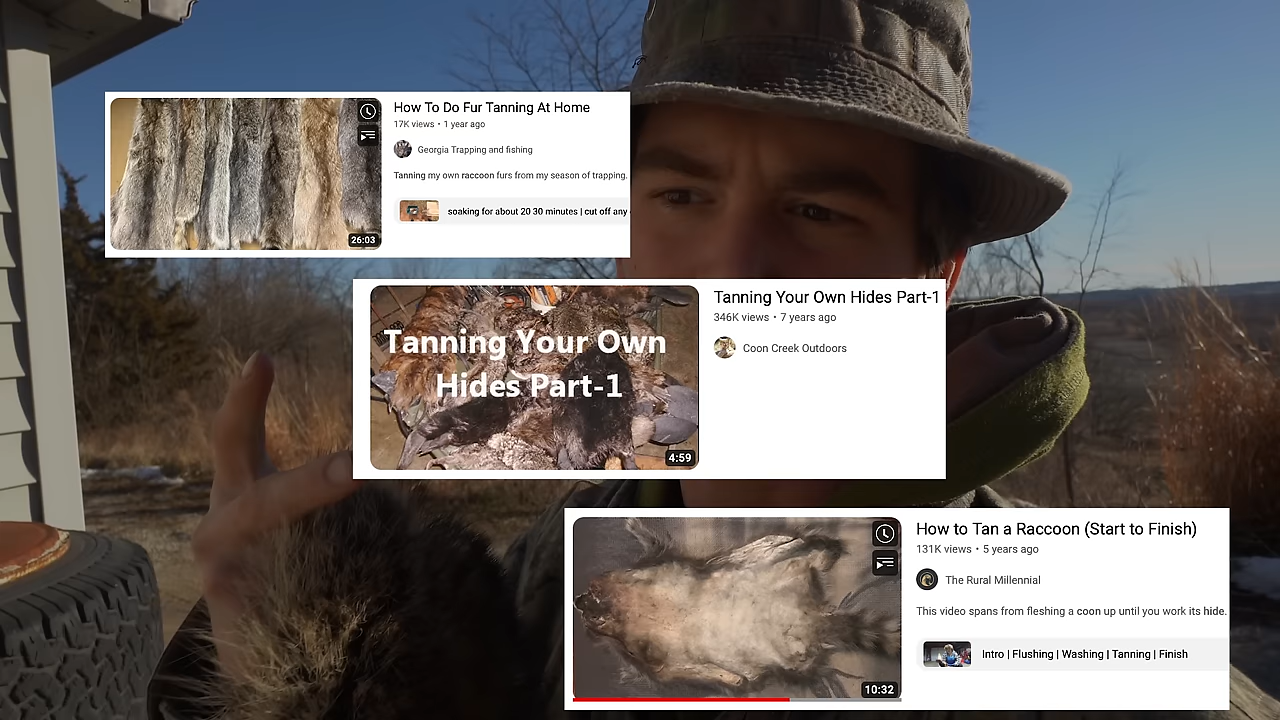 How To Do Fur Tanning At Home
17K views • 1 year ago
Georgia Trapping and fishing
Tanning my own raccoon furs from my season of trapping.
soaking for about 20 30 minutes | cut off any
26:03
Tanning Your Own
Hides Part-1
4:59
Tanning Your Own Hides Part-1
346K views • 7 years ago
Coon Creek Outdoors
How to Tan a Raccoon (Start to Finish)
131K views • 5 years ago
The Rural Millennial
This video spans from fleshing a coon up until you work its hide.
Intro | Flushing | Washing | Tanning | Finish
10:32